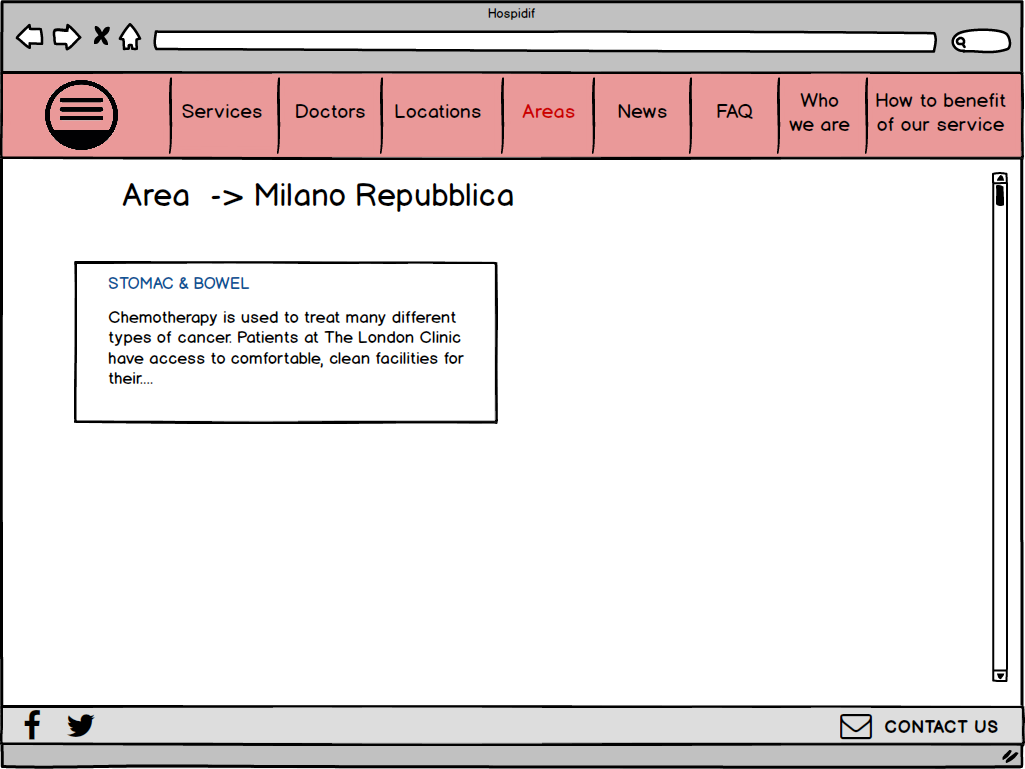 Hospidif
Services
Doctors
Locations
Areas
News
FAQ
Who
we are
How to benefit
of our service
Area -> Milano Repubblica
STOMAC & BOWEL
Chemotherapy is used to treat many different
types of cancer. Patients at The London Clinic
have access to comfortable, clean facilities for
their....
CONTACT US